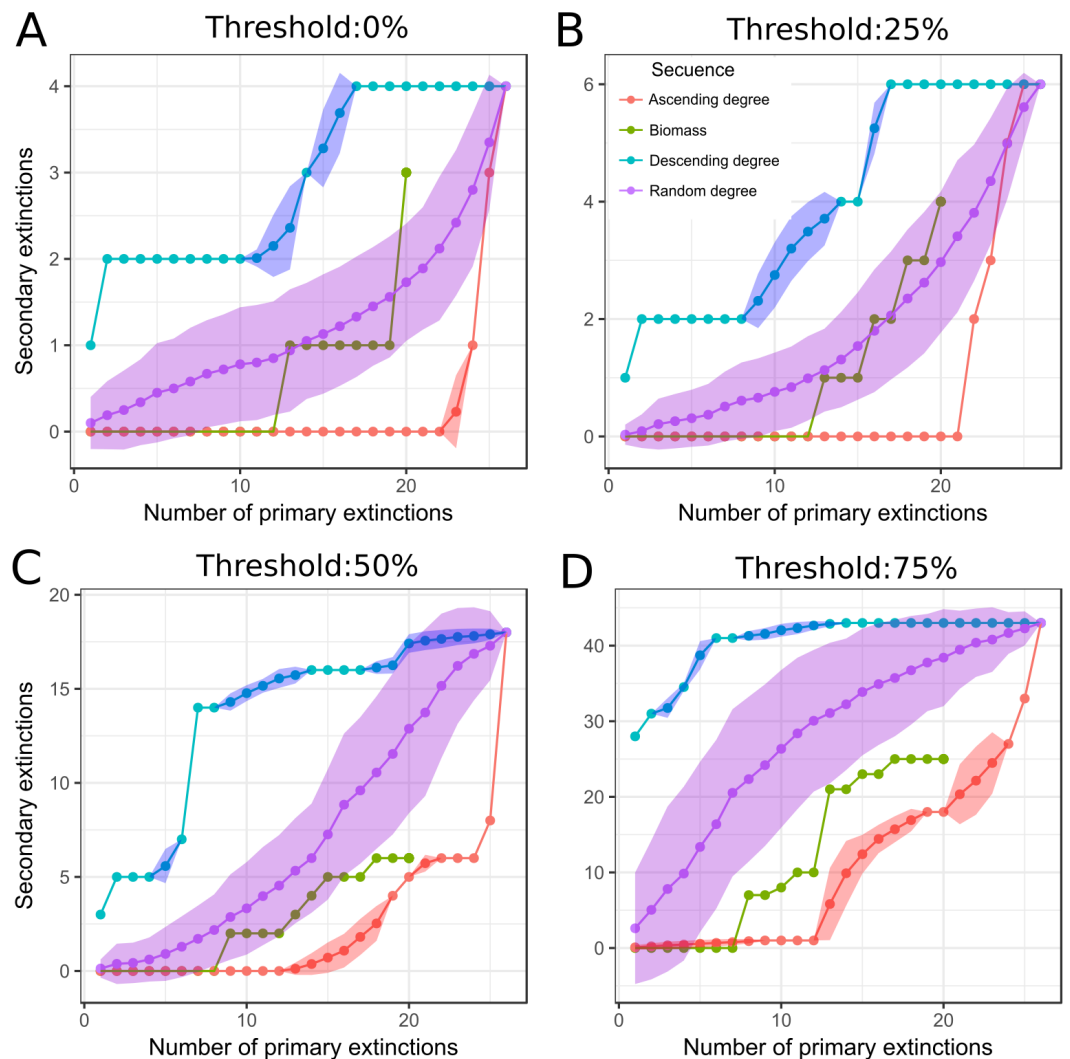 A
Threshold:0%
Secondary extinctions
4
3
2
1
0
0
10
20
Number of primary extinctions
B
Threshold:25%
Secuence
Ascending degree
Biomass
Descending degree
Random degree
6
4
2
0
0
10
20
Number of primary extinctions
C
Threshold:50%
Secondary extinctions
20
15
10
5
0
0
10
20
Number of primary extinctions
D
Threshold:75%
40
30
20
10
0
0
10
20
Number of primary extinctions